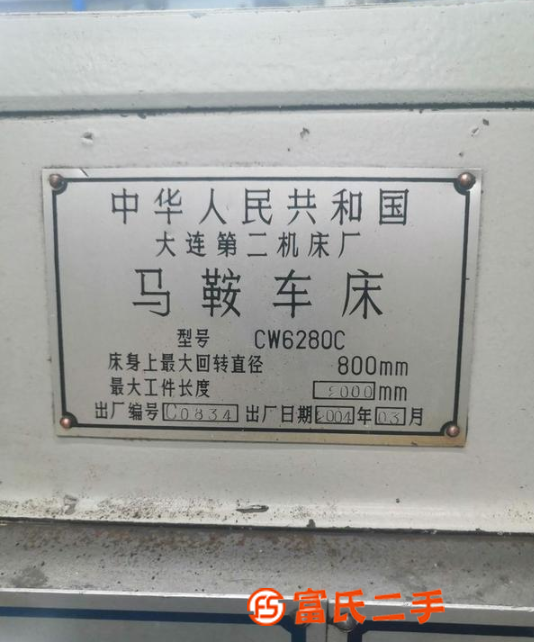 中华人民共和国
大连第二机床厂
马鞍车床
型号 CW6280C
床身上最大回转直径 800mm
最大工件长度 mm
出厂编号 C0834 出厂日期 2004 年 03 月
富氏二手